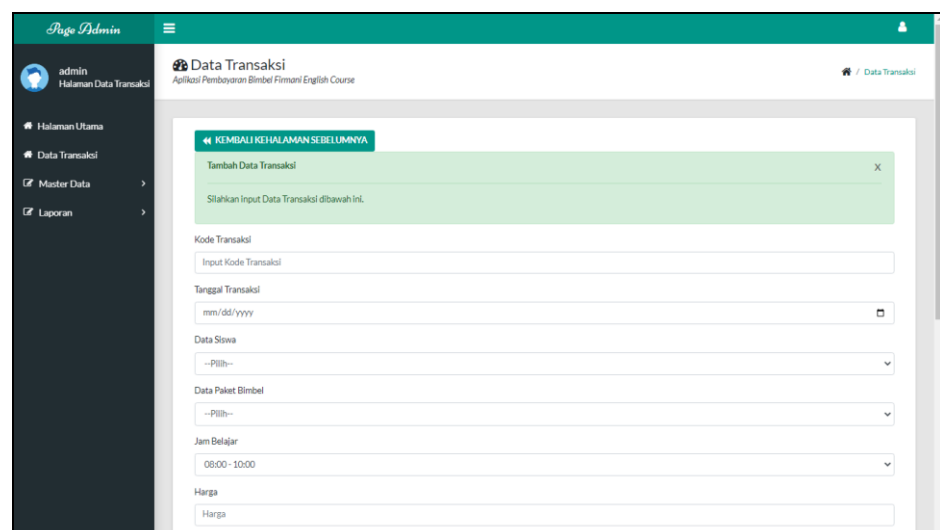 Page Admin
admin
Halaman Data Transaksi
Halaman Utama
Data Transaksi
Master Data
Laporan
Data Transaksi
Aplikasi Pembayaran Bimbel Firmani English Course
/ Data Transaksi
KEMBALI KEHALAMAN SEBELUMNYA
Tambah Data Transaksi X
Silahkan input Data Transaksi dibawah ini.
Kode Transaksi
Input Kode Transaksi
Tanggal Transaksi
mm/dd/yyyy
Data Siswa
--Pilih--
Data Paket Bimbel
--Pilih--
Jam Belajar
08:00 - 10:00
Harga
Harga